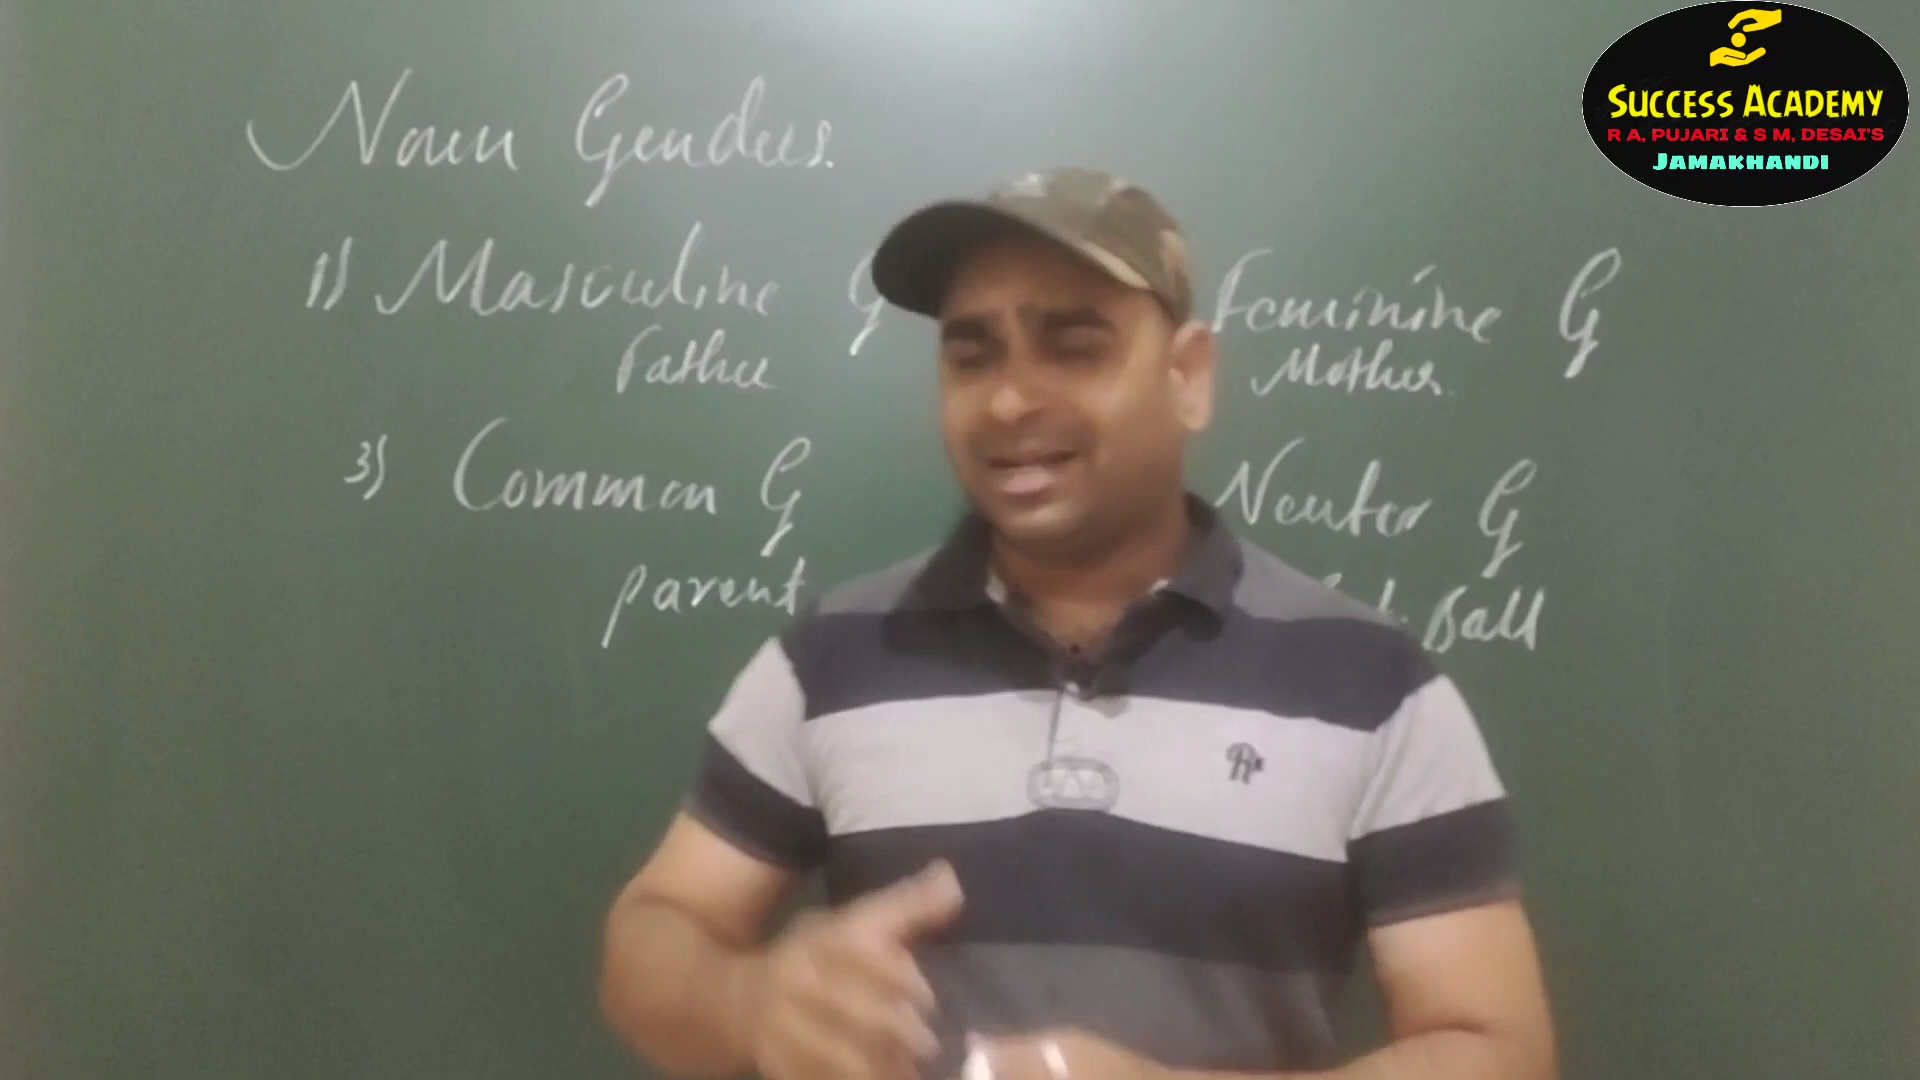 Noun Genders.
1) Masculine G Feminine G
Father Mother.
3) Common G Neuter G
parent Ball
SUCCESS ACADEMY
R A, PUJARI & S M, DESAI'S
JAMAKHANDI